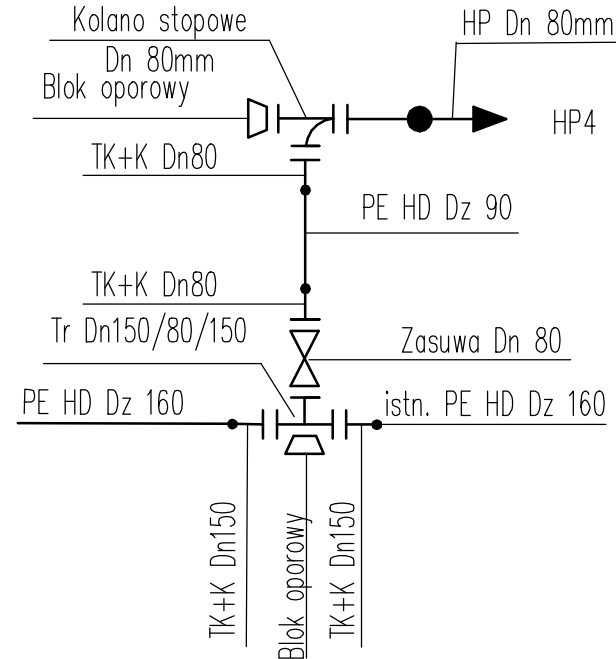 Kolano stopowe
Dn 80mm
HP Dn 80mm
Blok oporowy
HP4
TK+K Dn80
PE HD Dz 90
TK+K Dn80
Tr Dn150/80/150
Zasuwa Dn 80
PE HD Dz 160
istn. PE HD Dz 160
TK+K Dn150
Blok oporowy
TK+K Dn150